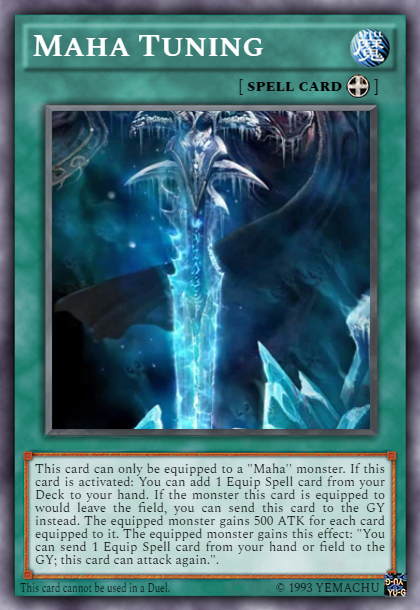 MAHA TUNING
[ SPELL CARD ]
This card can only be equipped to a "Maha" monster. If this
card is activated: You can add 1 Equip Spell card from your
Deck to your hand. If the monster this card is equipped to
would leave the field, you can send this card to the GY
instead. The equipped monster gains 500 ATK for each card
equipped to it. The equipped monster gains this effect: "You
can send 1 Equip Spell card from your hand or field to the
GY; this card can attack again.".
This card cannot be used in a Duel.
© 1993 YEMACHU